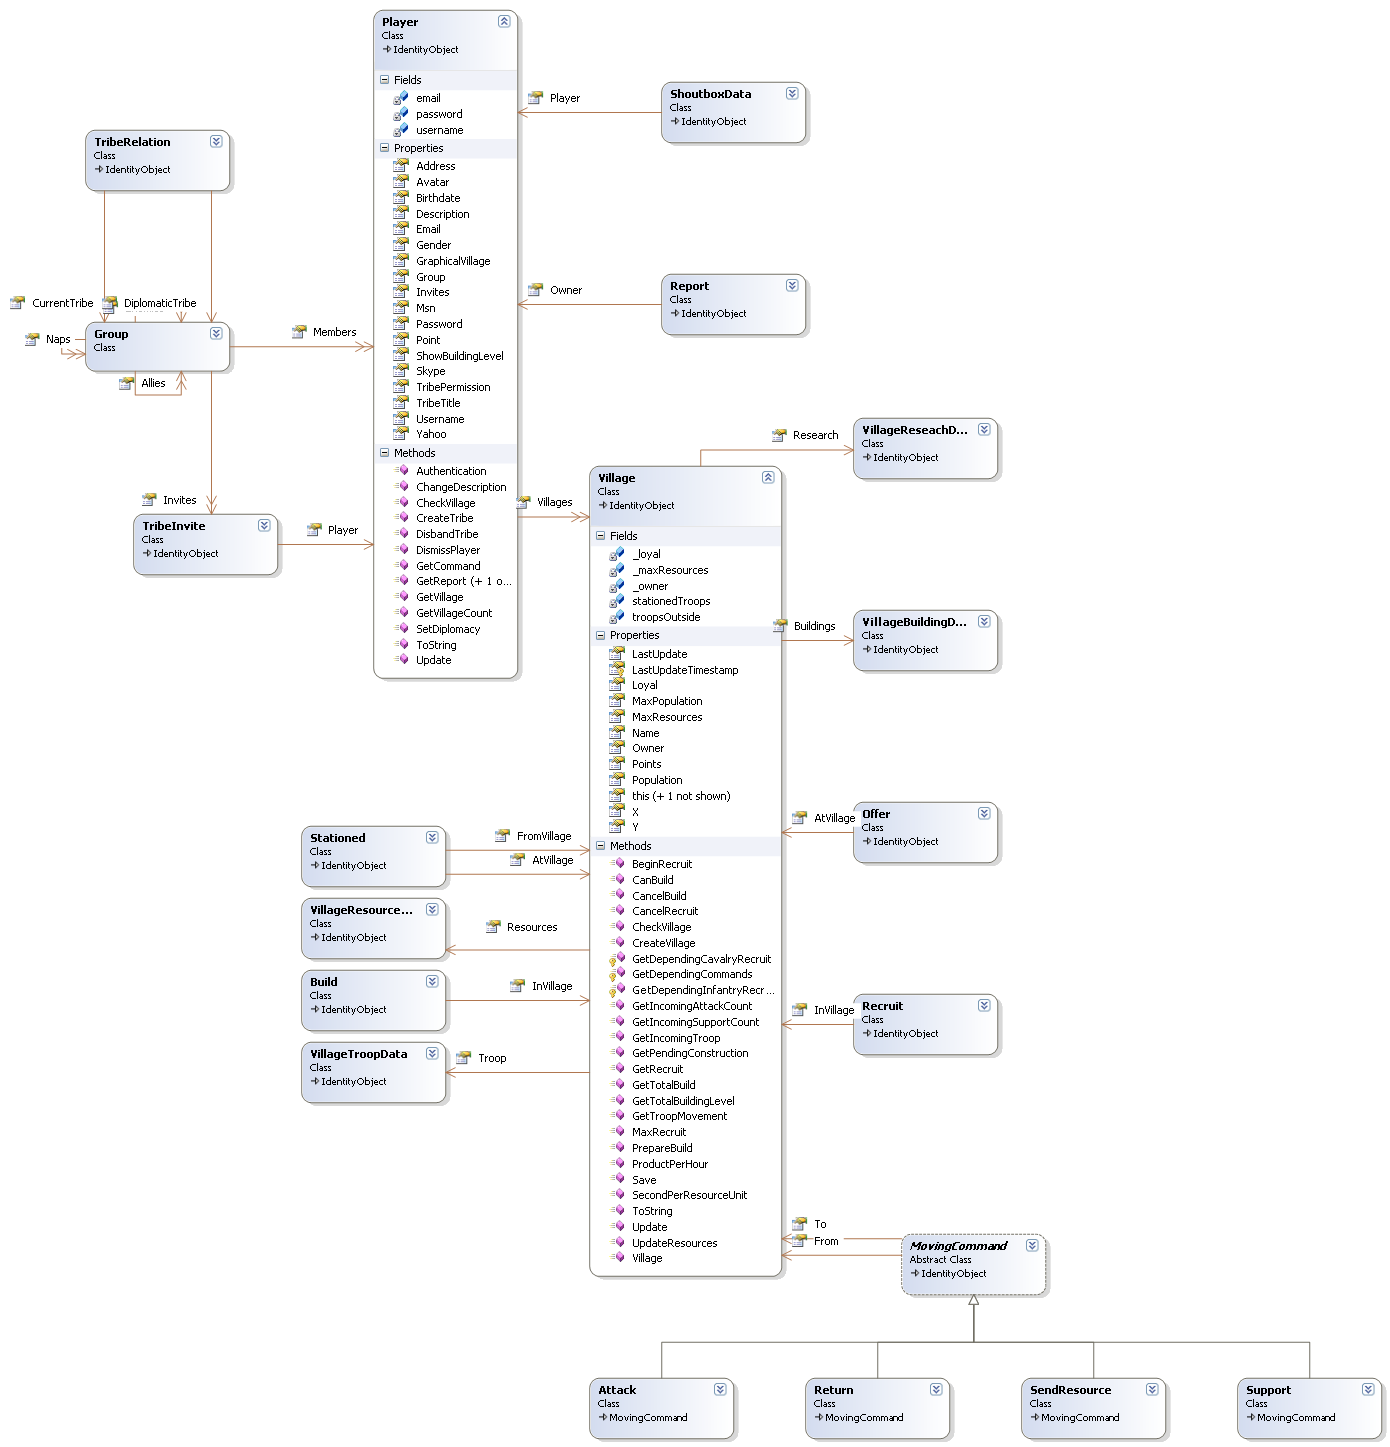 Player
Class
IdentityObject
Fields
email
password
username
Properties
Address
Avatar
Birthdate
Description
Email
Gender
GraphicalVillage
Group
Invites
Msn
Password
Point
ShowBuildingLevel
Skype
TribePermission
TribeTitle
Username
Yahoo
Methods
Authentication
ChangeDescription
CheckVillage
CreateTribe
DisbandTribe
DismissPlayer
GetCommand
GetReport (+ 1 o...
GetVillage
GetVillageCount
SetDiplomacy
ToString
Update
Player
ShoutboxData
Class
IdentityObject
TribeRelation
Class
IdentityObject
CurrentTribe
DiplomaticTribe
Naps
Group
Class
Allies
Members
Owner
Report
Class
IdentityObject
Invites
TribeInvite
Class
IdentityObject
Player
Villages
Village
Class
IdentityObject
Fields
_loyal
_maxResources
_owner
stationedTroops
troopsOutside
Properties
LastUpdate
LastUpdateTimestamp
Loyal
MaxPopulation
MaxResources
Name
Owner
Points
Population
this (+ 1 not shown)
X
Y
Methods
BeginRecruit
CanBuild
CancelBuild
CancelRecruit
CheckVillage
CreateVillage
GetDependingCavalryRecruit
GetDependingCommands
GetDependingInfantryRecr...
GetIncomingAttackCount
GetIncomingSupportCount
GetIncomingTroop
GetPendingConstruction
GetRecruit
GetTotalBuild
GetTotalBuildingLevel
GetTroopMovement
MaxRecruit
PrepareBuild
ProductPerHour
Save
SecondPerResourceUnit
ToString
Update
UpdateResources
Village
Research
VillageReseachD...
Class
IdentityObject
Buildings
VillageBuildingD...
Class
IdentityObject
AtVillage
Offer
Class
IdentityObject
InVillage
Recruit
Class
IdentityObject
Stationed
Class
IdentityObject
FromVillage
AtVillage
VillageResource...
Class
IdentityObject
Resources
Build
Class
IdentityObject
InVillage
VillageTroopData
Class
IdentityObject
Troop
To
From
MovingCommand
Abstract Class
IdentityObject
Attack
Class
MovingCommand
Return
Class
MovingCommand
SendResource
Class
MovingCommand
Support
Class
MovingCommand